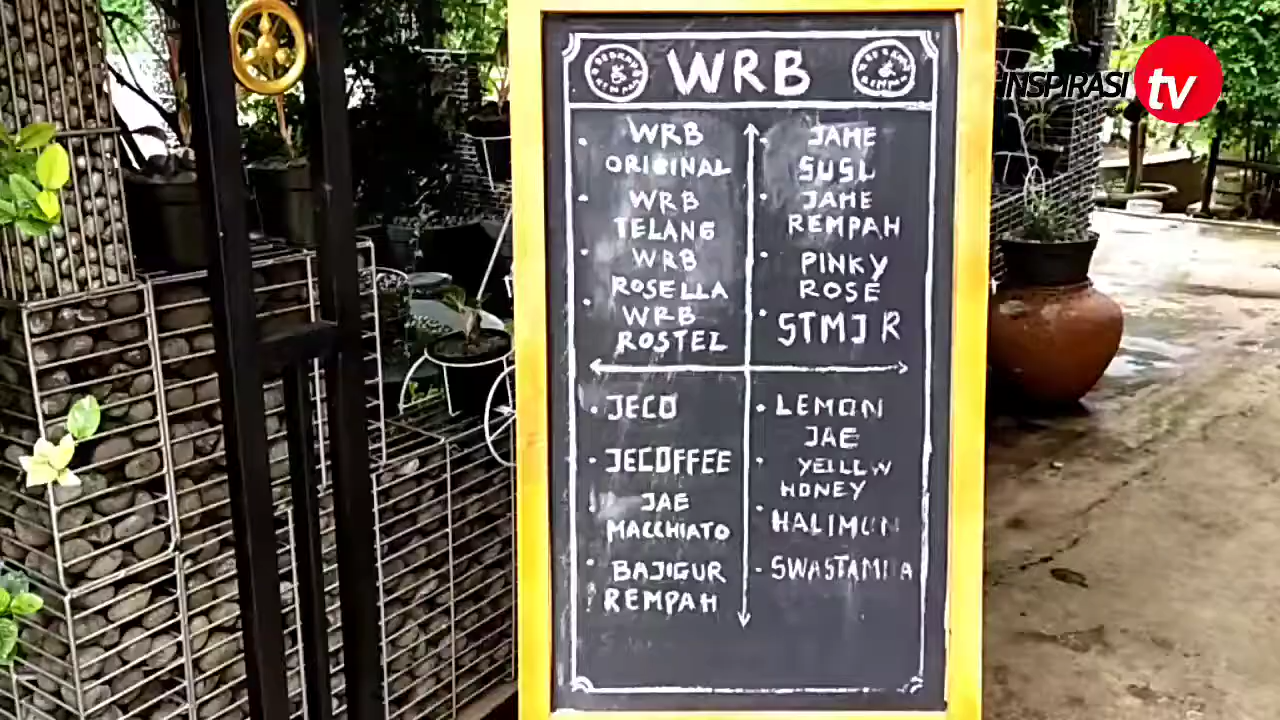 INSPIRASI tv
WRB
WRB
ORIGINAL
WRB
TELANG
WRB
ROSELLA
WRB
ROSTEL
JAHE
SUSU
JAHE
REMPAH
PINKY
ROSE
STMJ R
JECO
JECOFFEE
JAE
MACCHIATO
BAJIGUR
REMPAH
LEMON
JAE
YELLOW
HONEY
HALIMUN